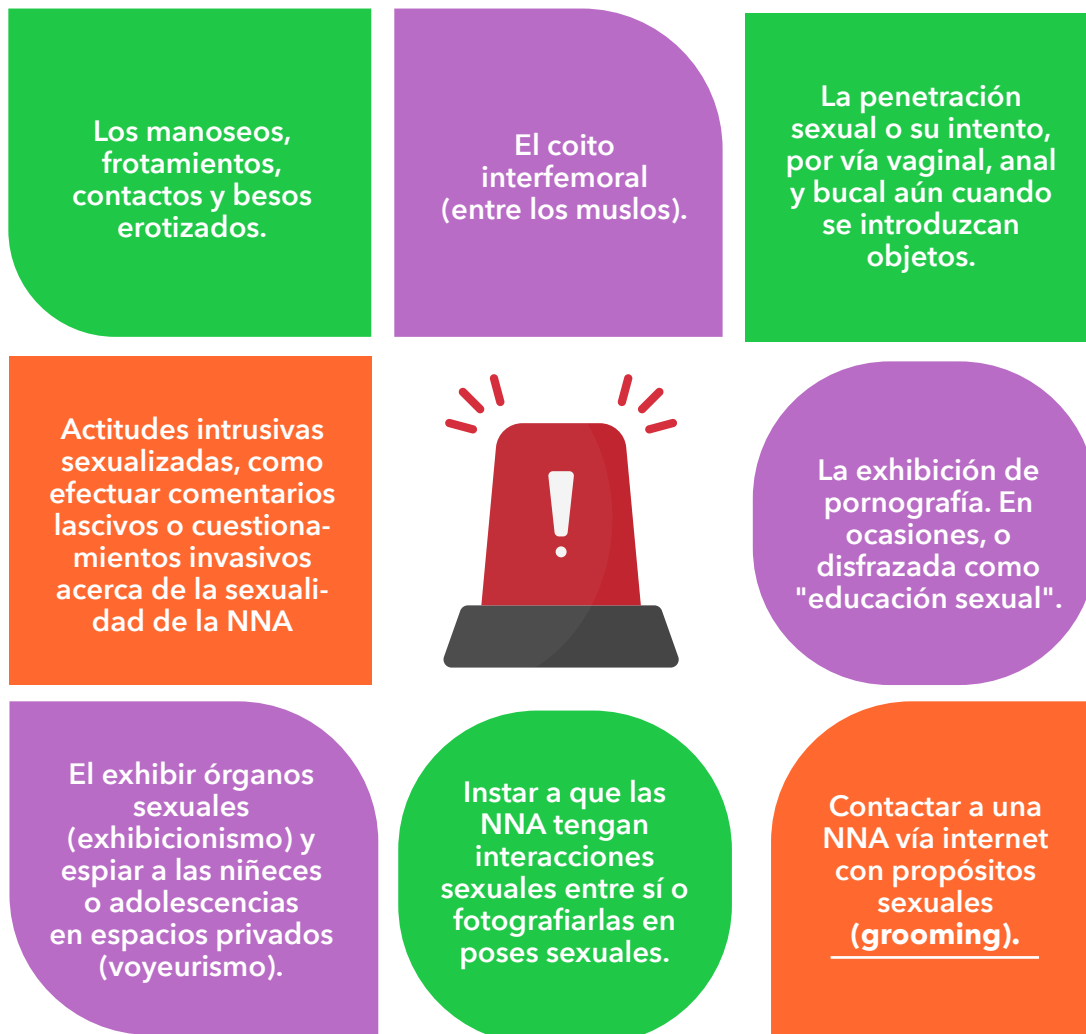 Los manoseos,
frotamientos,
contactos y besos
erotizados.
El coito
interfemoral
(entre los muslos).
La penetración
sexual o su intento,
por vía vaginal, anal
y bucal aún cuando
se introduzcan
objetos.
Actitudes intrusivas
sexualizadas, como
efectuar comentarios
lascivos o cuestiona-
mientos invasivos
acerca de la sexuali-
dad de la NNA
La exhibición de
pornografía. En
ocasiones, o
disfrazada como
"educación sexual".
El exhibir órganos
sexuales
(exhibicionismo) y
espiar a las niñeces
o adolescencias
en espacios privados
(voyeurismo).
Instar a que las
NNA tengan
interacciones
sexuales entre sí o
fotografiarlas en
poses sexuales.
Contactar a una
NNA vía internet
con propósitos
sexuales
(grooming).